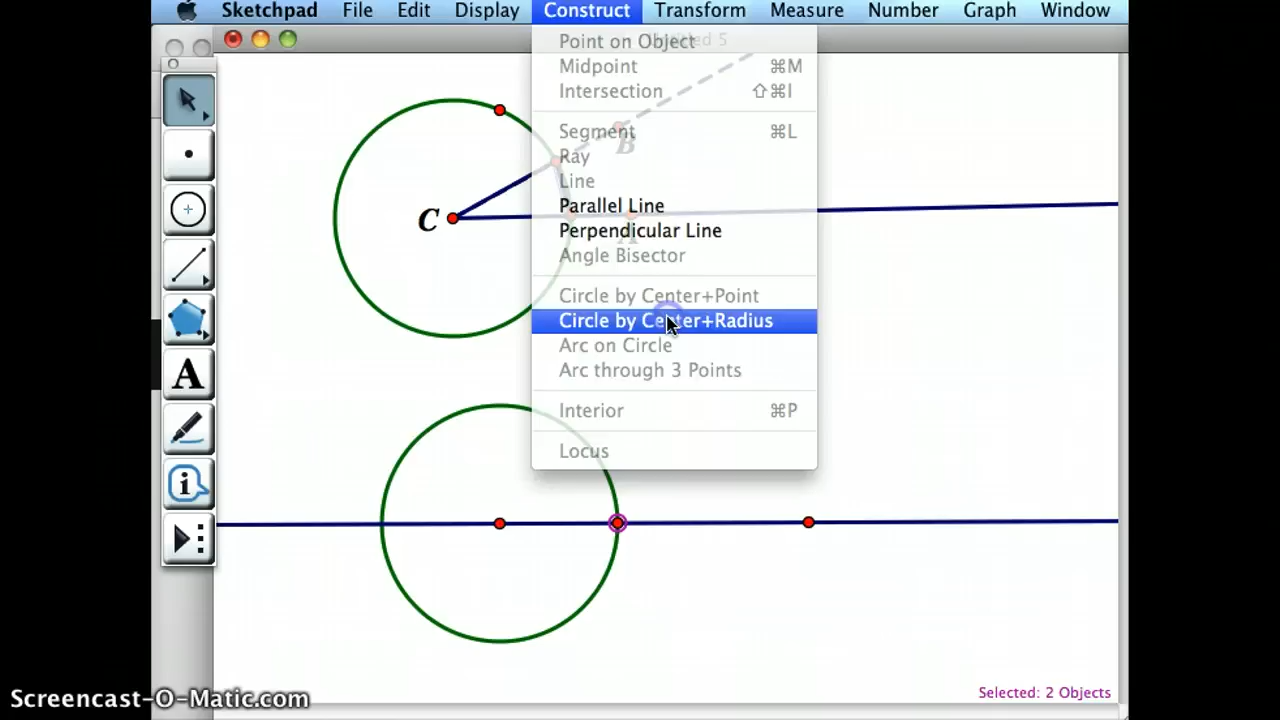 Sketchpad File Edit Display Construct Transform Measure Number Graph Window
Point on Object
Midpoint ⌘M
Intersection ⇧⌘I
Segment ⌘L
Ray
Line
Parallel Line
Perpendicular Line
Angle Bisector
Circle by Center+Point
Circle by Center+Radius
Arc on Circle
Arc through 3 Points
Interior ⌘P
Locus
B
C
A
A
i
Selected: 2 Objects
Screencast-O-Matic.com